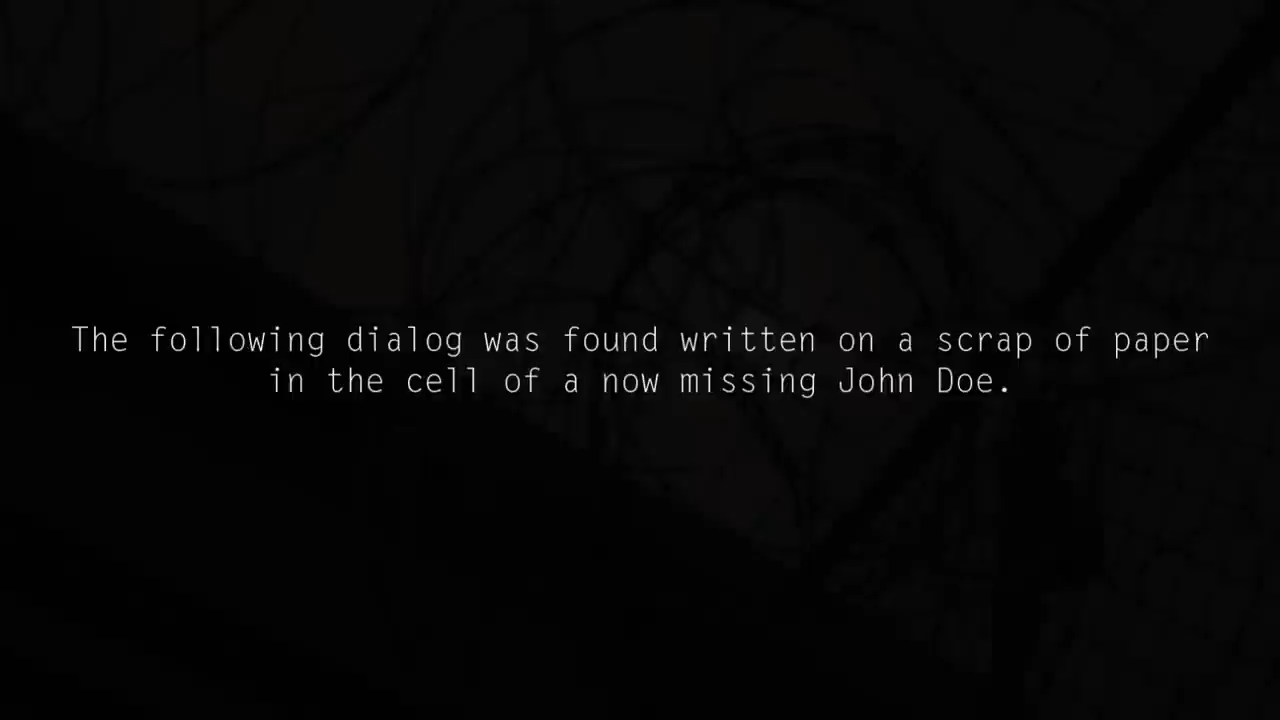 The following dialog was found written on a scrap of paper
in the cell of a now missing John Doe.